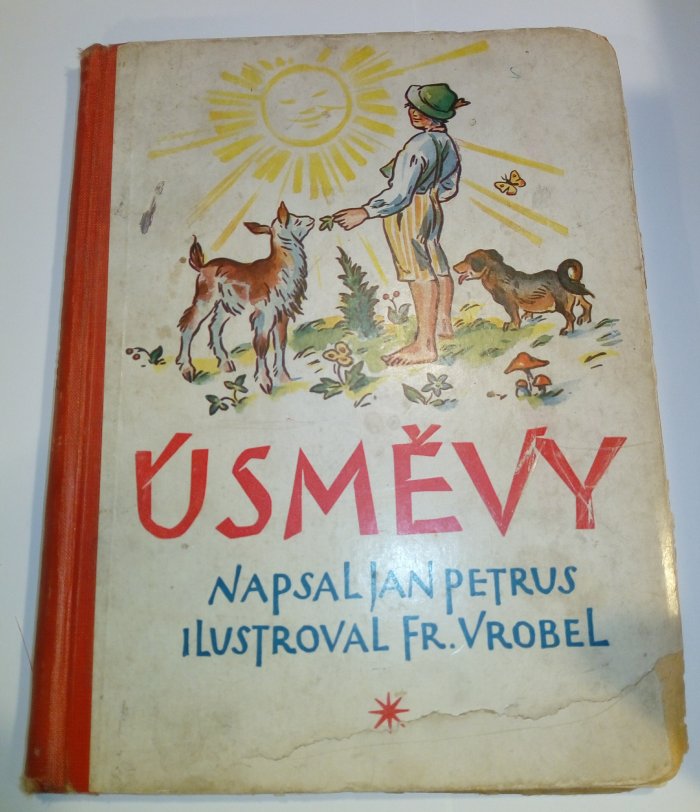 ÚSMĚVY
NAPSAL JAN PETRUS
ILUSTROVAL FR. VROBEL